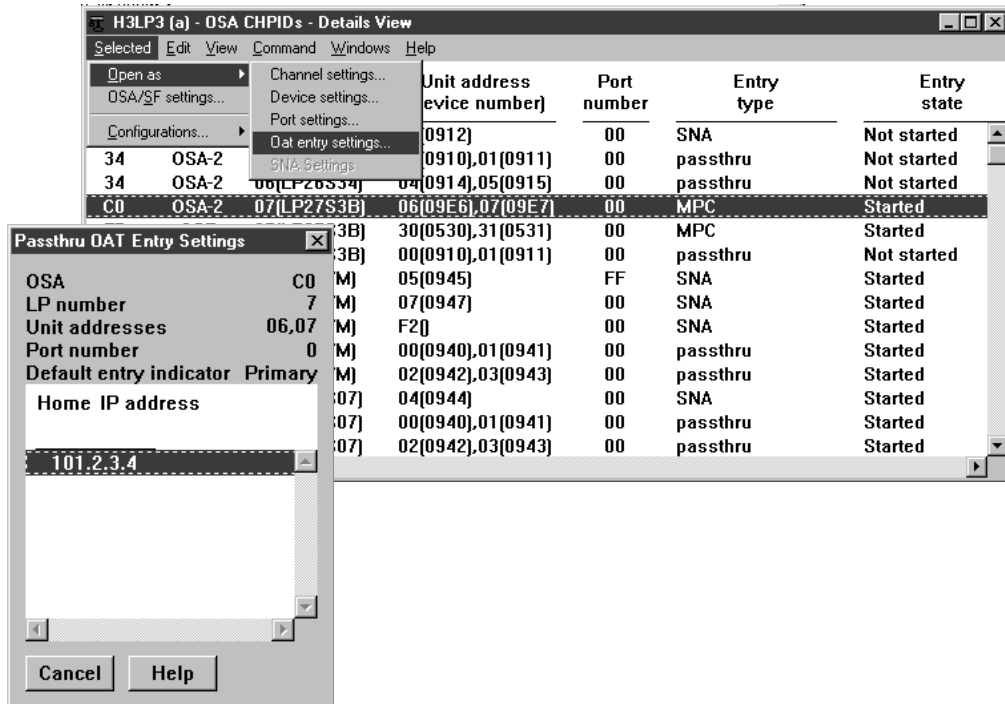 H3LP3 (a) - OSA CHPIDs - Details View
Selected Edit View Command Windows Help
Open as
OSA/SF settings...
Configurations...
Channel settings...
Device settings...
Port settings...
Oat entry settings...
SNA Settings
Unit address Port Entry Entry
evice number) number type state
(0912) 00 SNA Not started
34 OSA-2 (0910),01(0911) 00 passthru Not started
34 OSA-2 06(LP26S34) 04(0914),05(0915) 00 passthru Not started
C0 OSA-2 07(LP27S3B) 06(09E6),07(09E7) 00 MPC Started
S3B) 30(0530),31(0531) 00 MPC Started
S3B) 00(0910),01(0911) 00 passthru Not started
M) 05(0945) FF SNA Started
M) 07(0947) 00 SNA Started
M) F2() 00 SNA Started
M) 00(0940),01(0941) 00 passthru Started
M) 02(0942),03(0943) 00 passthru Started
07) 04(0944) 00 SNA Started
07) 00(0940),01(0941) 00 passthru Started
07) 02(0942),03(0943) 00 passthru Started
Passthru OAT Entry Settings
OSA C0
LP number 7
Unit addresses 06,07
Port number 0
Default entry indicator Primary
Home IP address
101.2.3.4
Cancel Help